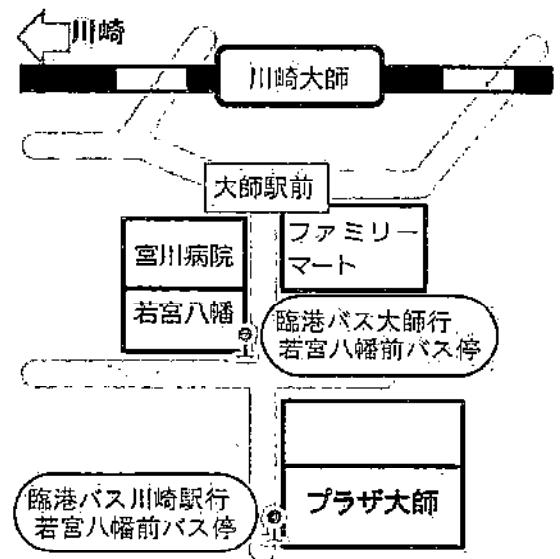 川崎
川崎大師
大師駅前
宮川病院
ファミリー
マート
若宮八幡
臨港バス大師行
若宮八幡前バス停
プラザ大師
臨港バス川崎駅行
若宮八幡前バス停